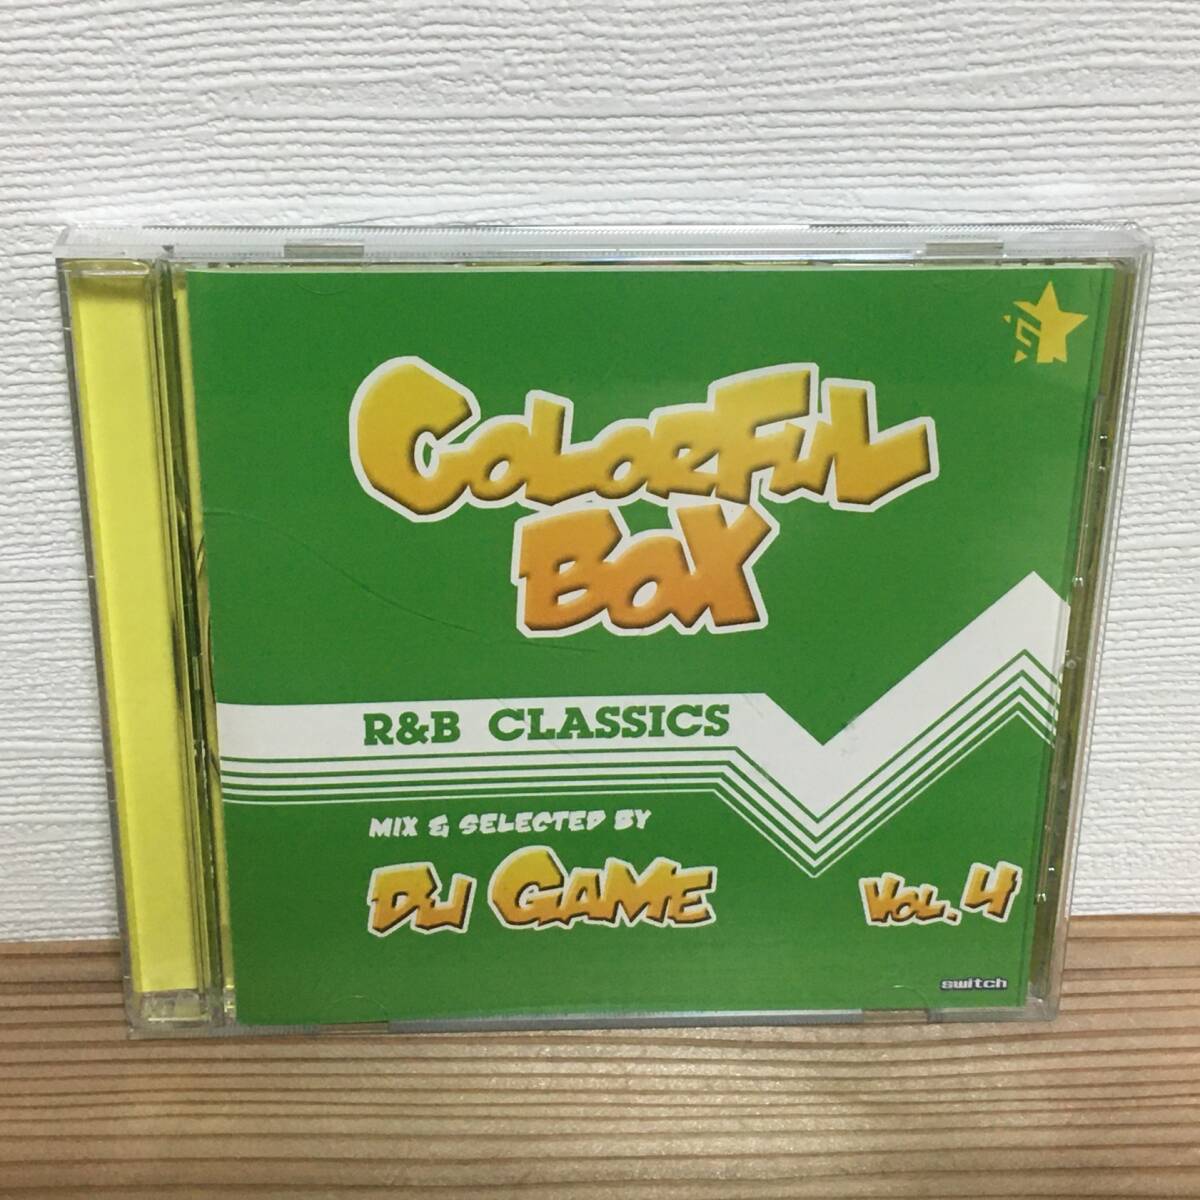 COLORFUL
BOX
R&B CLASSICS
MIX & SELECTED BY
DJ GAME
VOL. 4
switch